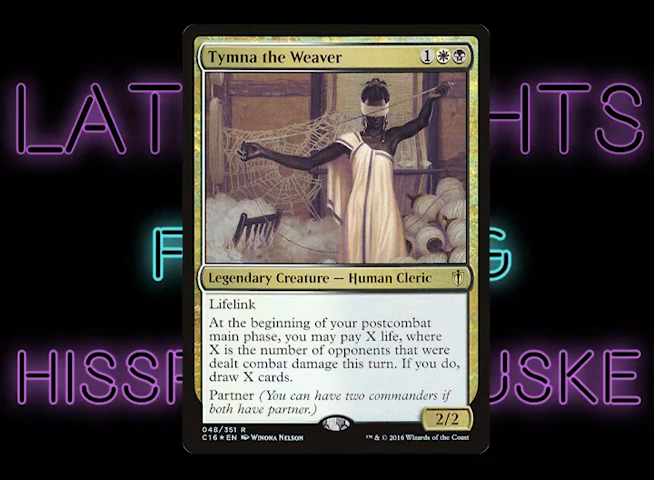 Tymna the Weaver 1
Legendary Creature — Human Cleric
Lifelink
At the beginning of your postcombat
main phase, you may pay X life, where
X is the number of opponents that were
dealt combat damage this turn. If you do,
draw X cards.
Partner (You can have two commanders if
both have partner.)
2/2
048/351 R
C16 ★ EN Winona Nelson
™ & © 2016 Wizards of the Coast